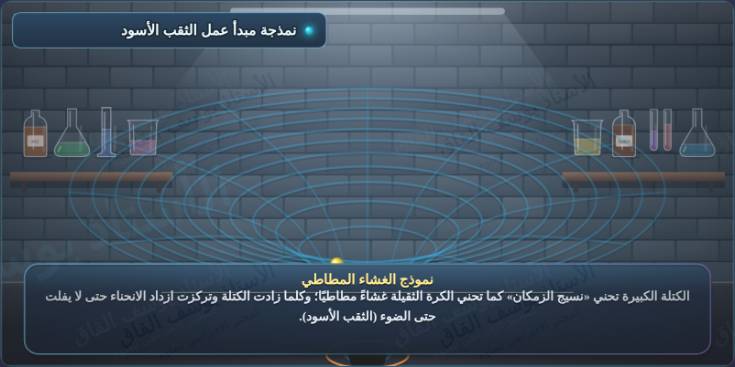 نمذجة مبدأ عمل الثقب الأسود
نموذج الغشاء المطاطي
الكتلة الكبيرة تحني «نسيج الزمكان» كما تحني الكرة الثقيلة غشاءً مطاطيًا؛ وكلما زادت الكتلة وتركزت ازداد الانحناء حتى لا يفلت
حتى الضوء (الثقب الأسود).